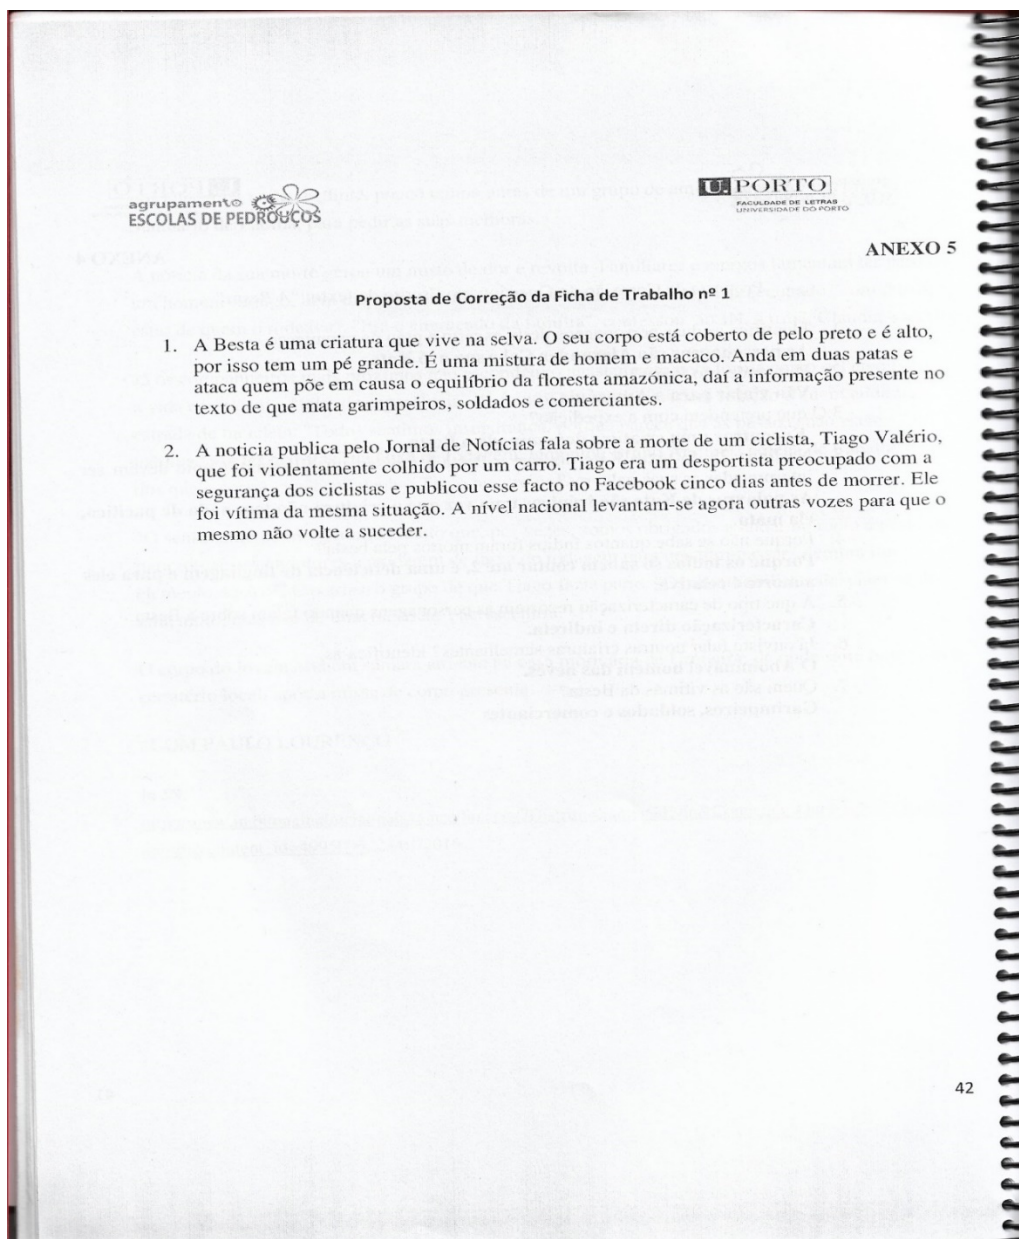 agrupamento
ESCOLAS DE PEDROUÇOS
U. PORTO
FACULDADE DE LETRAS
UNIVERSIDADE DO PORTO
ANEXO 5
Proposta de Correção da Ficha de Trabalho nº 1
1. A Besta é uma criatura que vive na selva. O seu corpo está coberto de pelo preto e é alto,
por isso tem um pé grande. É uma mistura de homem e macaco. Anda em duas patas e
ataca quem põe em causa o equilíbrio da floresta amazónica, daí a informação presente no
texto de que mata garimpeiros, soldados e comerciantes.
2. A noticia publica pelo Jornal de Notícias fala sobre a morte de um ciclista, Tiago Valério,
que foi violentamente colhido por um carro. Tiago era um desportista preocupado com a
segurança dos ciclistas e publicou esse facto no Facebook cinco dias antes de morrer. Ele
foi vítima da mesma situação. A nível nacional levantam-se agora outras vozes para que o
mesmo não volte a suceder.
42